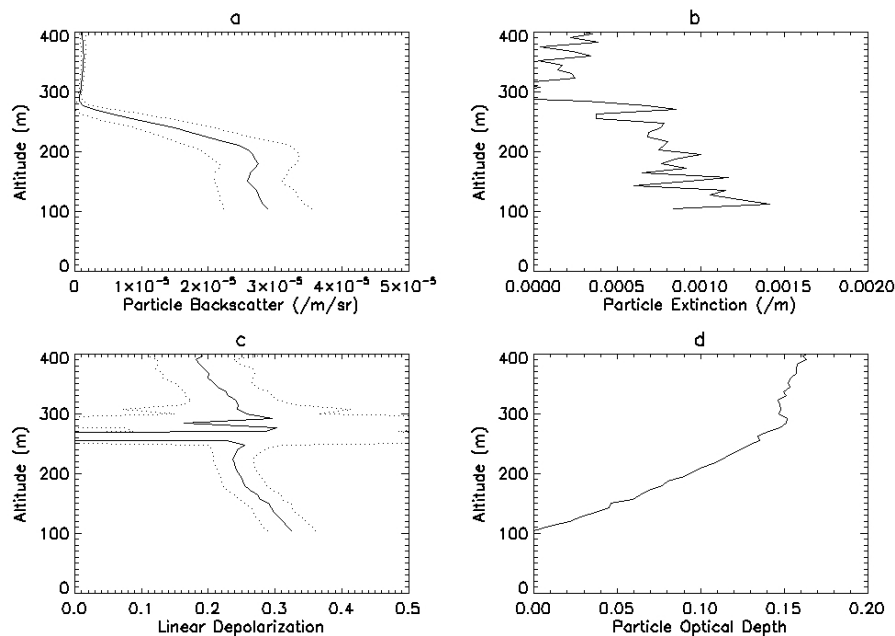 a
400
300
200
100
0
Altitude (m)
0 1×10⁻⁵ 2×10⁻⁵ 3×10⁻⁵ 4×10⁻⁵ 5×10⁻⁵
Particle Backscatter (/m/sr)
b
400
300
200
100
0
Altitude (m)
0.0000 0.0005 0.0010 0.0015 0.0020
Particle Extinction (/m)
c
400
300
200
100
0
Altitude (m)
0.0 0.1 0.2 0.3 0.4 0.5
Linear Depolarization
d
400
300
200
100
0
Altitude (m)
0.00 0.05 0.10 0.15 0.20
Particle Optical Depth